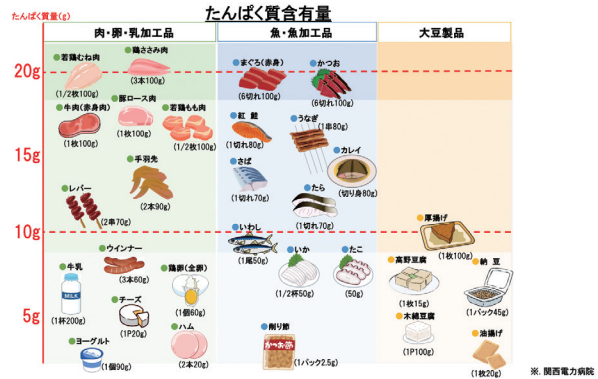 たんぱく質含有量
たんぱく質量(g)
肉・卵・乳加工品
魚・魚加工品
大豆製品
20g
15g
10g
5g
●若鶏むね肉
(1/2枚100g)
●鶏ささみ肉
(3本100g)
●牛肉(赤身肉)
(1枚100g)
●豚ロース肉
(1枚100g)
●若鶏もも肉
(1/2枚100g)
●手羽先
(2本90g)
●レバー
(2串70g)
●ウインナー
(3本60g)
●牛乳
MILK
(1杯200g)
●鶏卵(全卵)
(1個60g)
●チーズ
(1P20g)
●ヨーグルト
(1個90g)
●ハム
(2本20g)
●まぐろ(赤身)
(6切れ100g)
●かつお
(6切れ100g)
●紅 鮭
(1切れ80g)
●うなぎ
(1串80g)
●カレイ
(切り身80g)
●さば
(1切れ70g)
●たら
(1切れ70g)
●いわし
(1尾50g)
●いか
(1/2杯50g)
●たこ
(50g)
●削り節
かつお節
(1パック2.5g)
●厚揚げ
(1枚100g)
●高野豆腐
(1枚15g)
●納 豆
(1パック45g)
●木綿豆腐
(1P100g)
●油揚げ
(1枚20g)
※. 関西電力病院